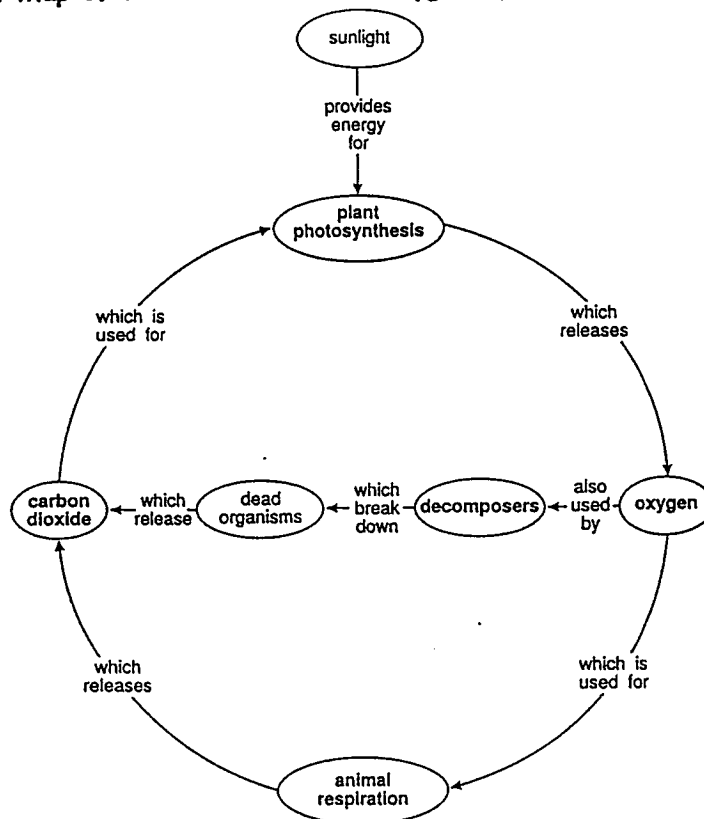 sunlight
provides
energy
for
plant
photosynthesis
which
releases
which is
used for
carbon
dioxide
which
release
dead
organisms
which
break
down
decomposers
also
used
by
oxygen
which
releases
which is
used for
animal
respiration